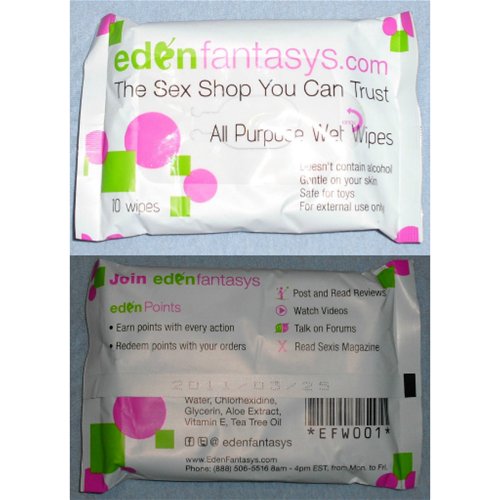 edenfantasys.com
The Sex Shop You Can Trust
All Purpose Wet Wipes
Doesn't contain alcohol
Gentle on your skin
Safe for toys
For external use only
10 wipes
Join edenfantasys
eden Points
• Earn points with every action
• Redeem points with your orders
Post and Read Reviews
Watch Videos
Talk on Forums
Read Sexis Magazine
2011/03/25
Water, Chlorhexidine,
Glycerin, Aloe Extract,
Vitamin E, Tea Tree Oil
@ edenfantasys
*EFW001*
www.EdenFantasys.com
Phone: (888) 506-5516 8am - 4pm EST, from Mon. to Fri.